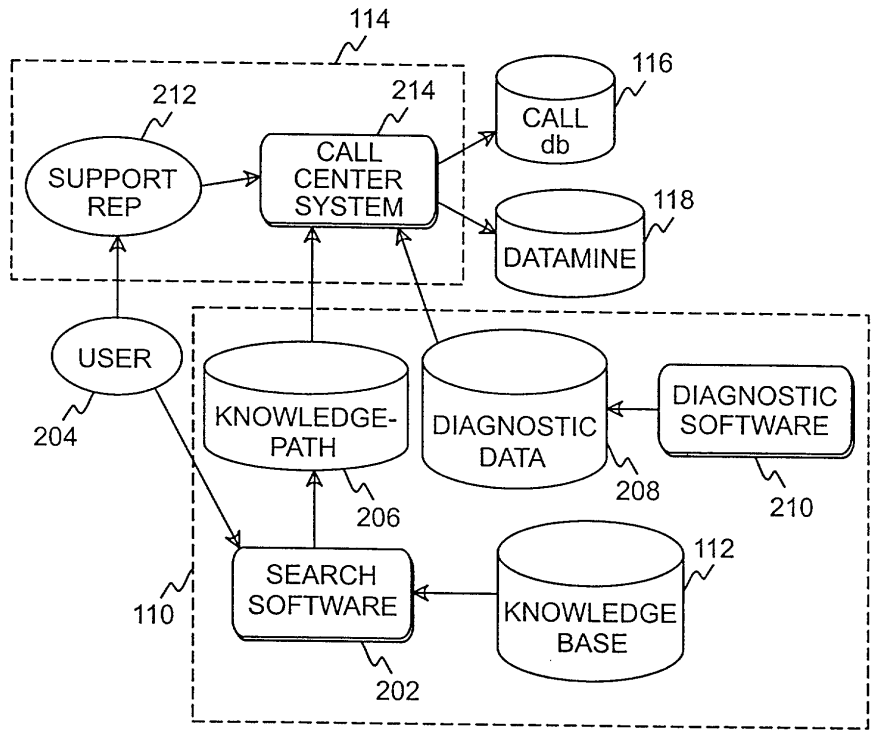 114
116
212
214
CALL
db
CALL
CENTER
SYSTEM
SUPPORT
REP
118
DATAMINE
USER
204
KNOWLEDGE-
PATH
206
DIAGNOSTIC
DATA
208
DIAGNOSTIC
SOFTWARE
210
110
SEARCH
SOFTWARE
202
112
KNOWLEDGE
BASE